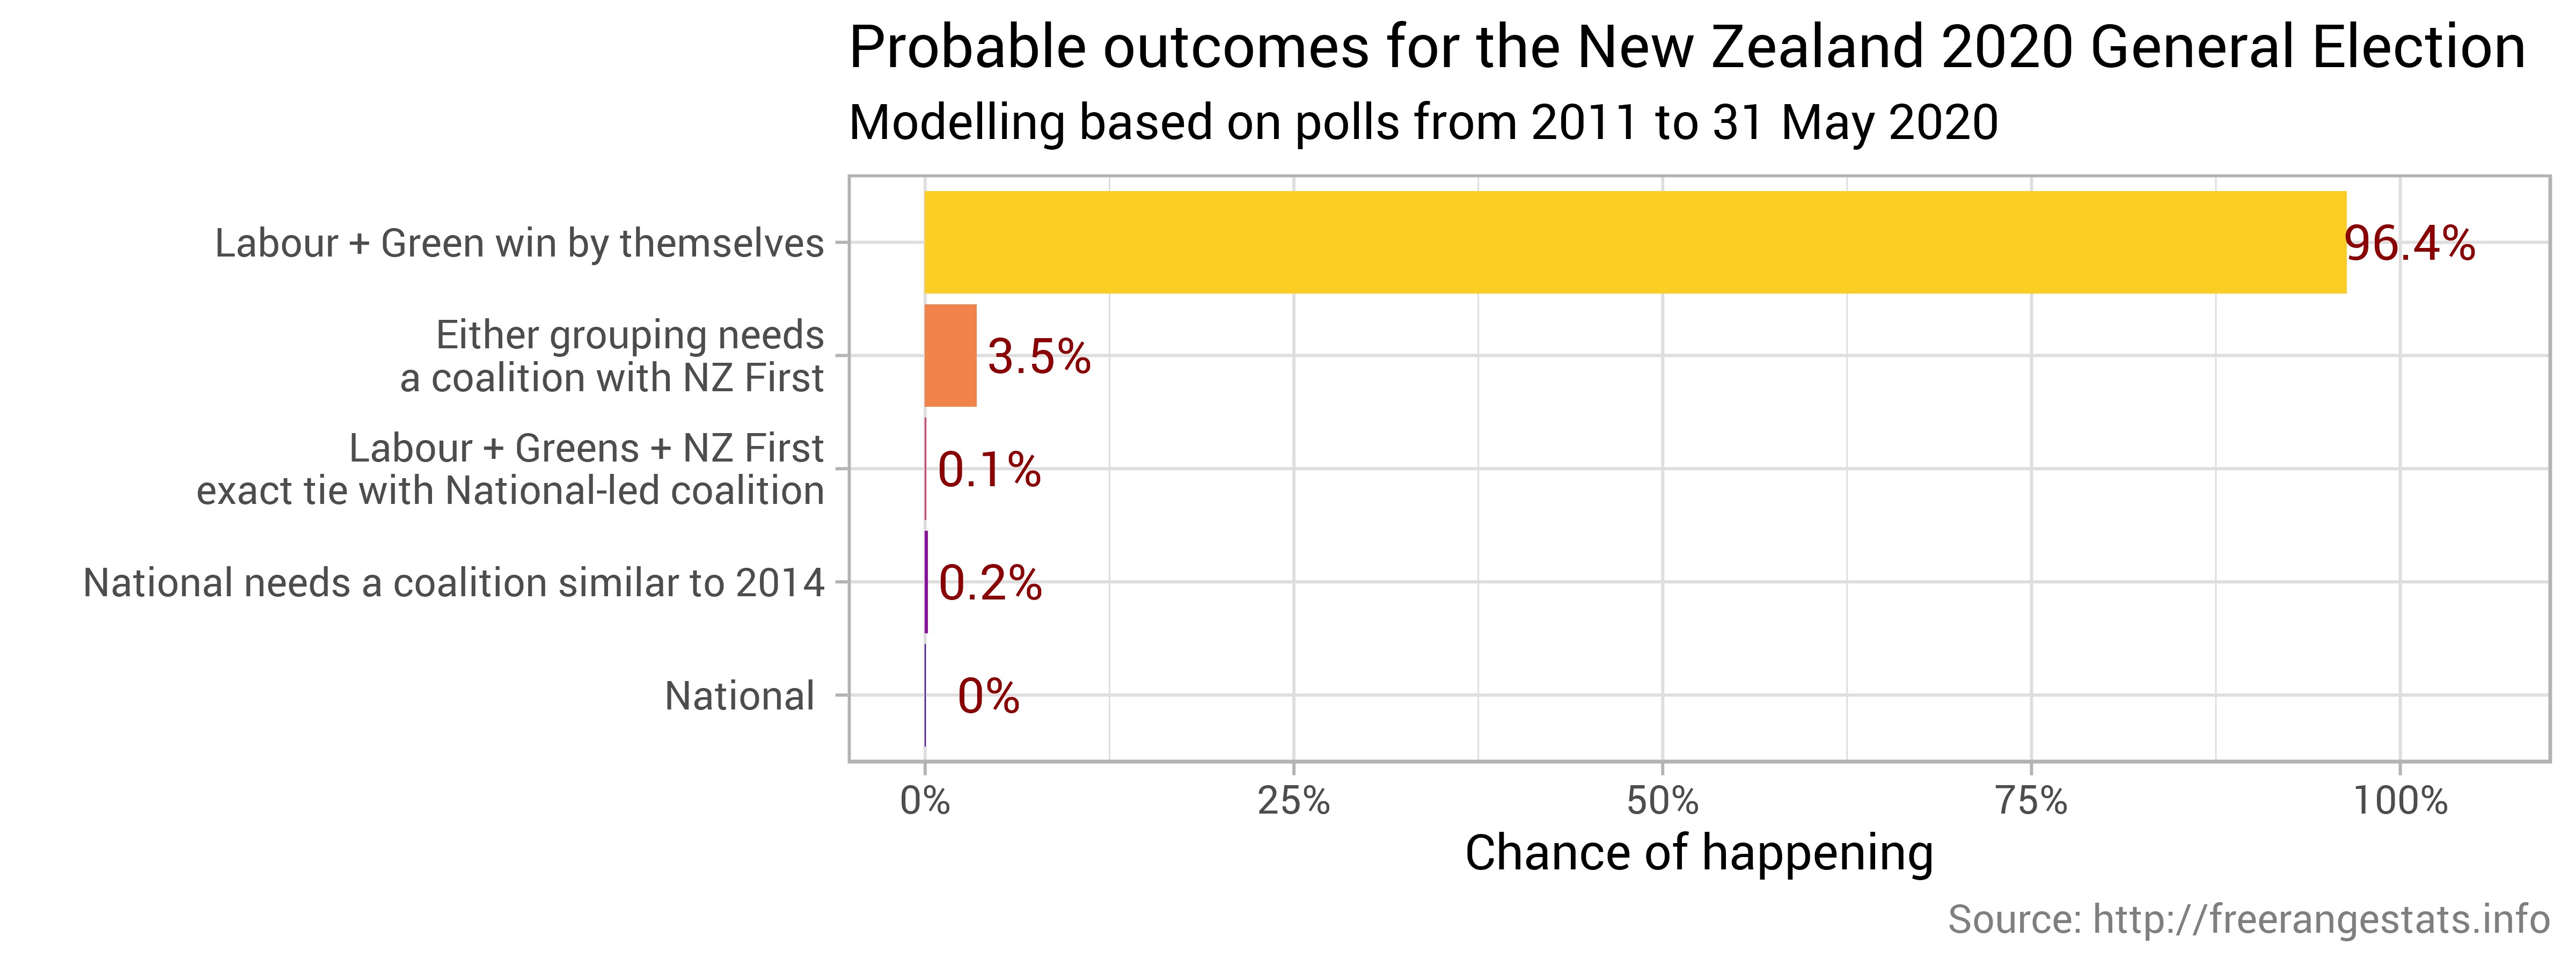 Probable outcomes for the New Zealand 2020 General Election
Modelling based on polls from 2011 to 31 May 2020
Labour + Green win by themselves
96.4%
Either grouping needs
a coalition with NZ First
3.5%
Labour + Greens + NZ First
exact tie with National-led coalition
0.1%
National needs a coalition similar to 2014
0.2%
National
0%
0% 25% 50% 75% 100%
Chance of happening
Source: http://freerangestats.info